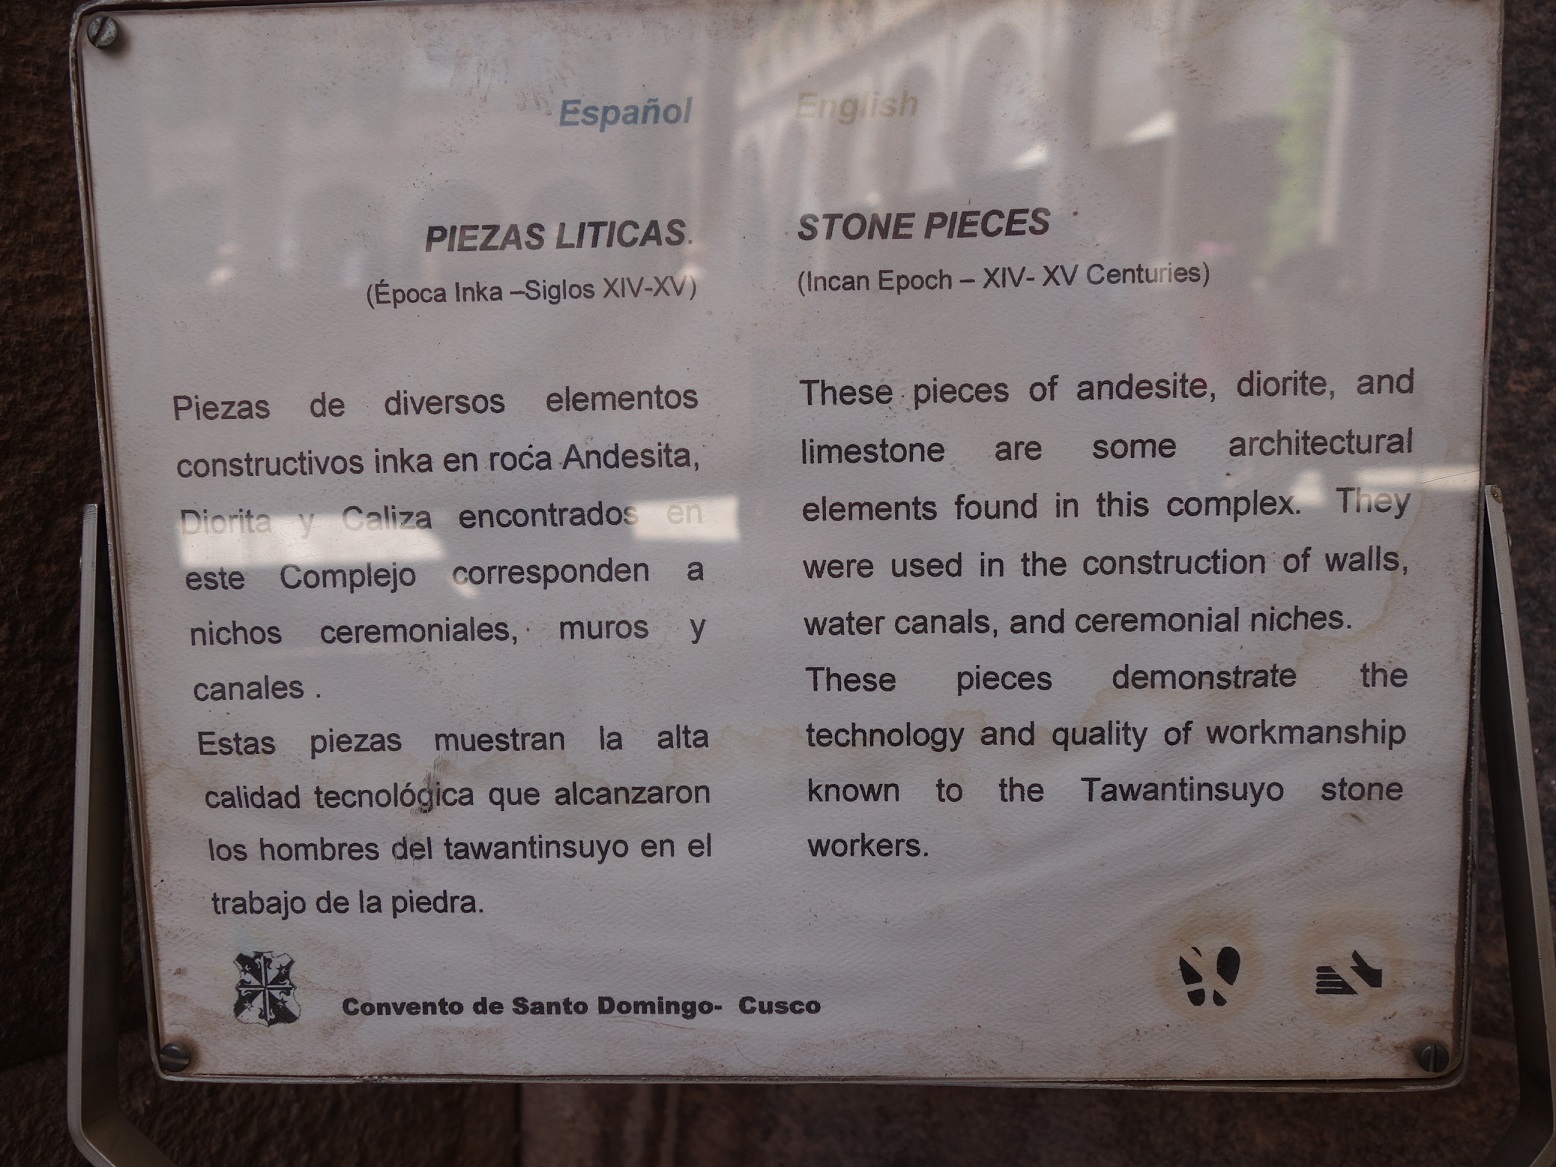 Español
PIEZAS LITICAS.
(Época Inka –Siglos XIV-XV)
Piezas de diversos elementos
constructivos inka en roca Andesita,
Diorita y Caliza encontrados en
este Complejo corresponden a
nichos ceremoniales, muros y
canales .
Estas piezas muestran la alta
calidad tecnológica que alcanzaron
los hombres del tawantinsuyo en el
trabajo de la piedra.
English
STONE PIECES
(Incan Epoch – XIV- XV Centuries)
These pieces of andesite, diorite, and
limestone are some architectural
elements found in this complex. They
were used in the construction of walls,
water canals, and ceremonial niches.
These pieces demonstrate the
technology and quality of workmanship
known to the Tawantinsuyo stone
workers.
Convento de Santo Domingo- Cusco